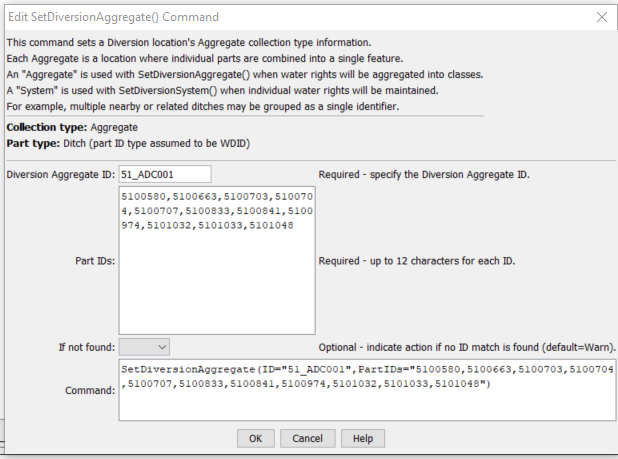 Edit SetDiversionAggregate() Command
This command sets a Diversion location's Aggregate collection type information.
Each Aggregate is a location where individual parts are combined into a single feature.
An "Aggregate" is used with SetDiversionAggregate() when water rights will be aggregated into classes.
A "System" is used with SetDiversionSystem() when individual water rights will be maintained.
For example, multiple nearby or related ditches may be grouped as a single identifier.
Collection type: Aggregate
Part type: Ditch (part ID type assumed to be WDID)
Diversion Aggregate ID: 51_ADC001 Required - specify the Diversion Aggregate ID.
5100580,5100663,5100703,510070
4,5100707,5100833,5100841,5100
974,5101032,5101033,5101048
Part IDs: Required - up to 12 characters for each ID.
If not found: Optional - indicate action if no ID match is found (default=Warn).
SetDiversionAggregate(ID="51_ADC001",PartIDs="5100580,5100663,5100703,5100704
Command: ,5100707,5100833,5100841,5100974,5101032,5101033,5101048")
OK Cancel Help